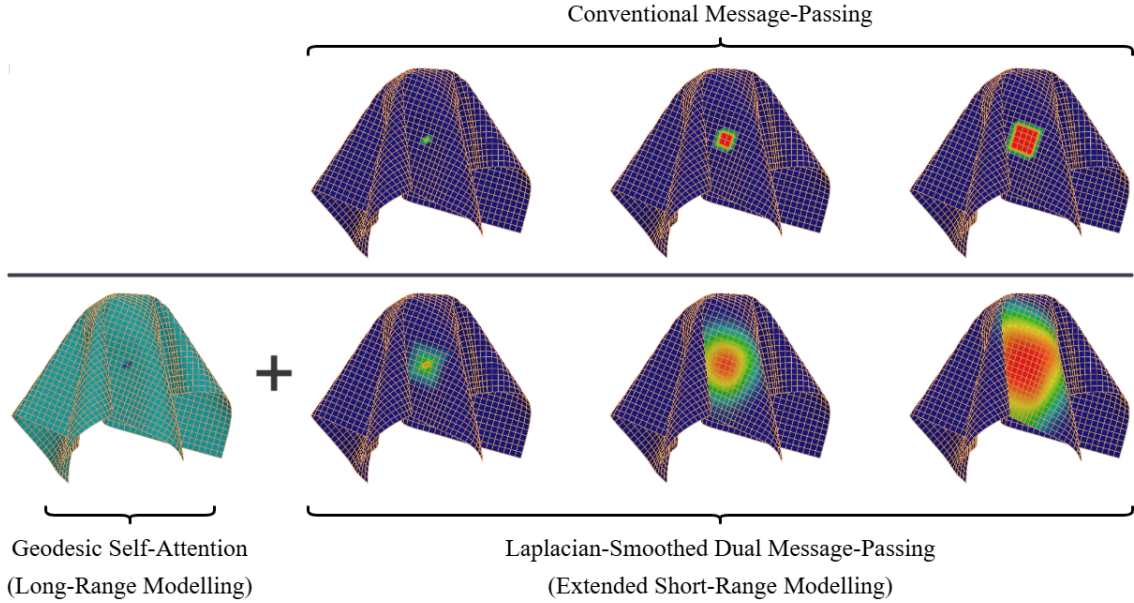 Conventional Message-Passing
+
Geodesic Self-Attention
(Long-Range Modelling)
Laplacian-Smoothed Dual Message-Passing
(Extended Short-Range Modelling)